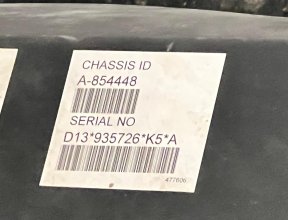 CHASSIS ID
A-854448
SERIAL NO
D13*935726*K5*A
477606